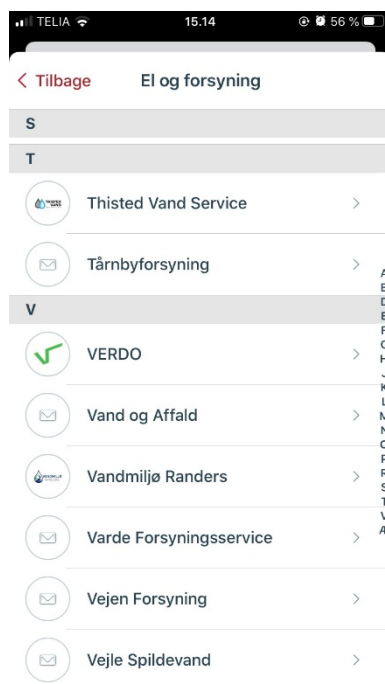 TELIA 15.14 56 %
Tilbage El og forsyning
S
T
Thisted Vand Service
Tårnbyforsyning
V
VERDO
Vand og Affald
Vandmiljø Randers
Varde Forsyningsservice
Vejen Forsyning
Vejle Spildevand